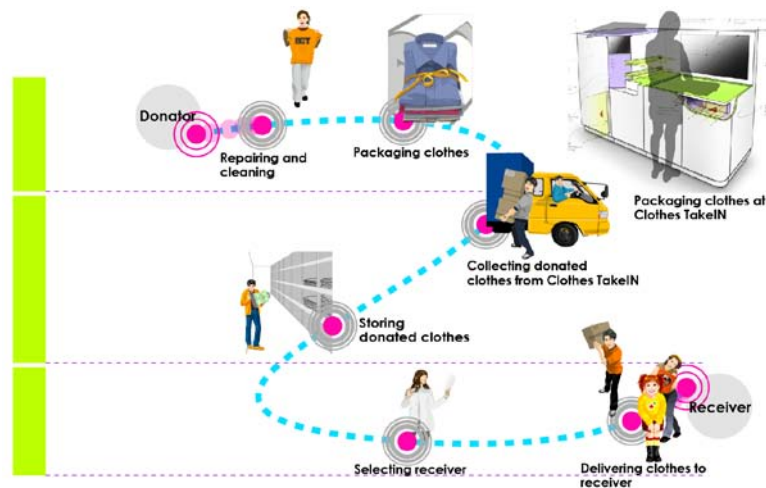 Donator
Repairing and
cleaning
Packaging clothes
Packaging clothes at
Clothes TakeIN
Collecting donated
clothes from Clothes TakeIN
Storing
donated clothes
Receiver
Selecting receiver
Delivering clothes to
receiver